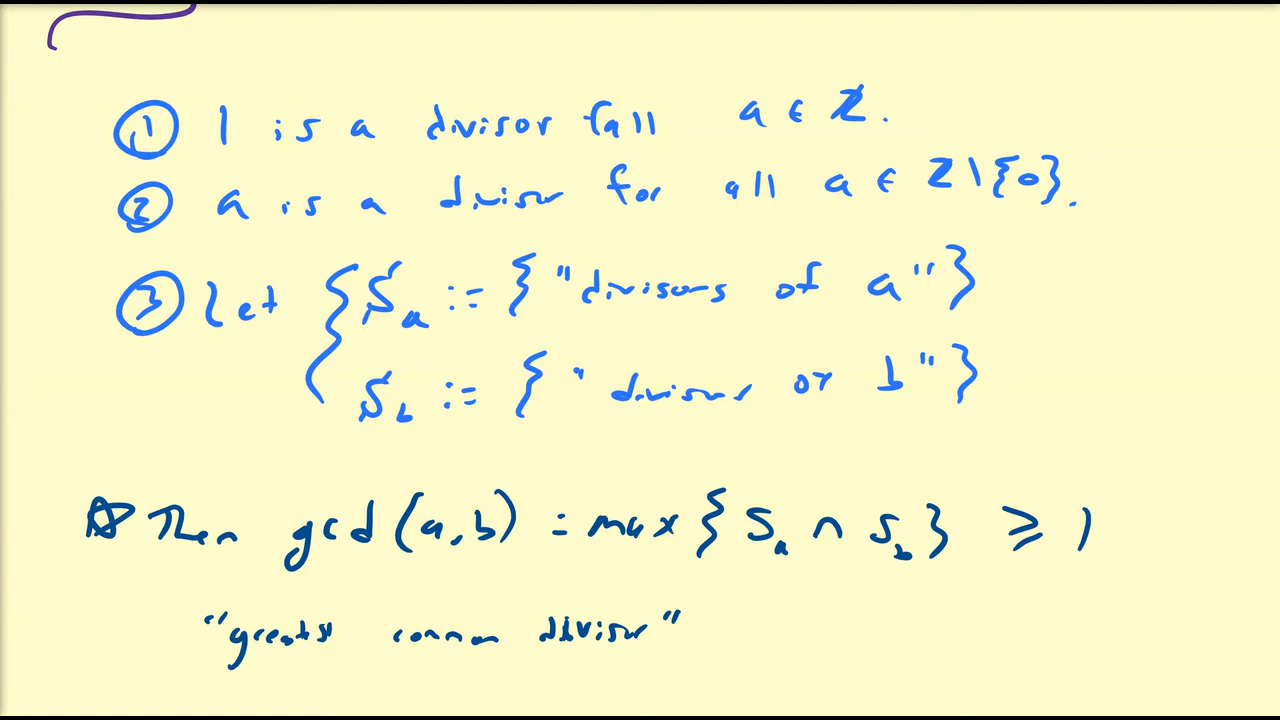 ① 1 is a divisor fall a ∈ ℤ.
② a is a divisor for all a ∈ ℤ \ {0}.
③ Let { S_a := { "divisors of a" }
S_b := { "divisors or b" }
☆ Then gcd(a,b) = max { S_a ∩ S_b } ≥ 1
"greatest common divisor"